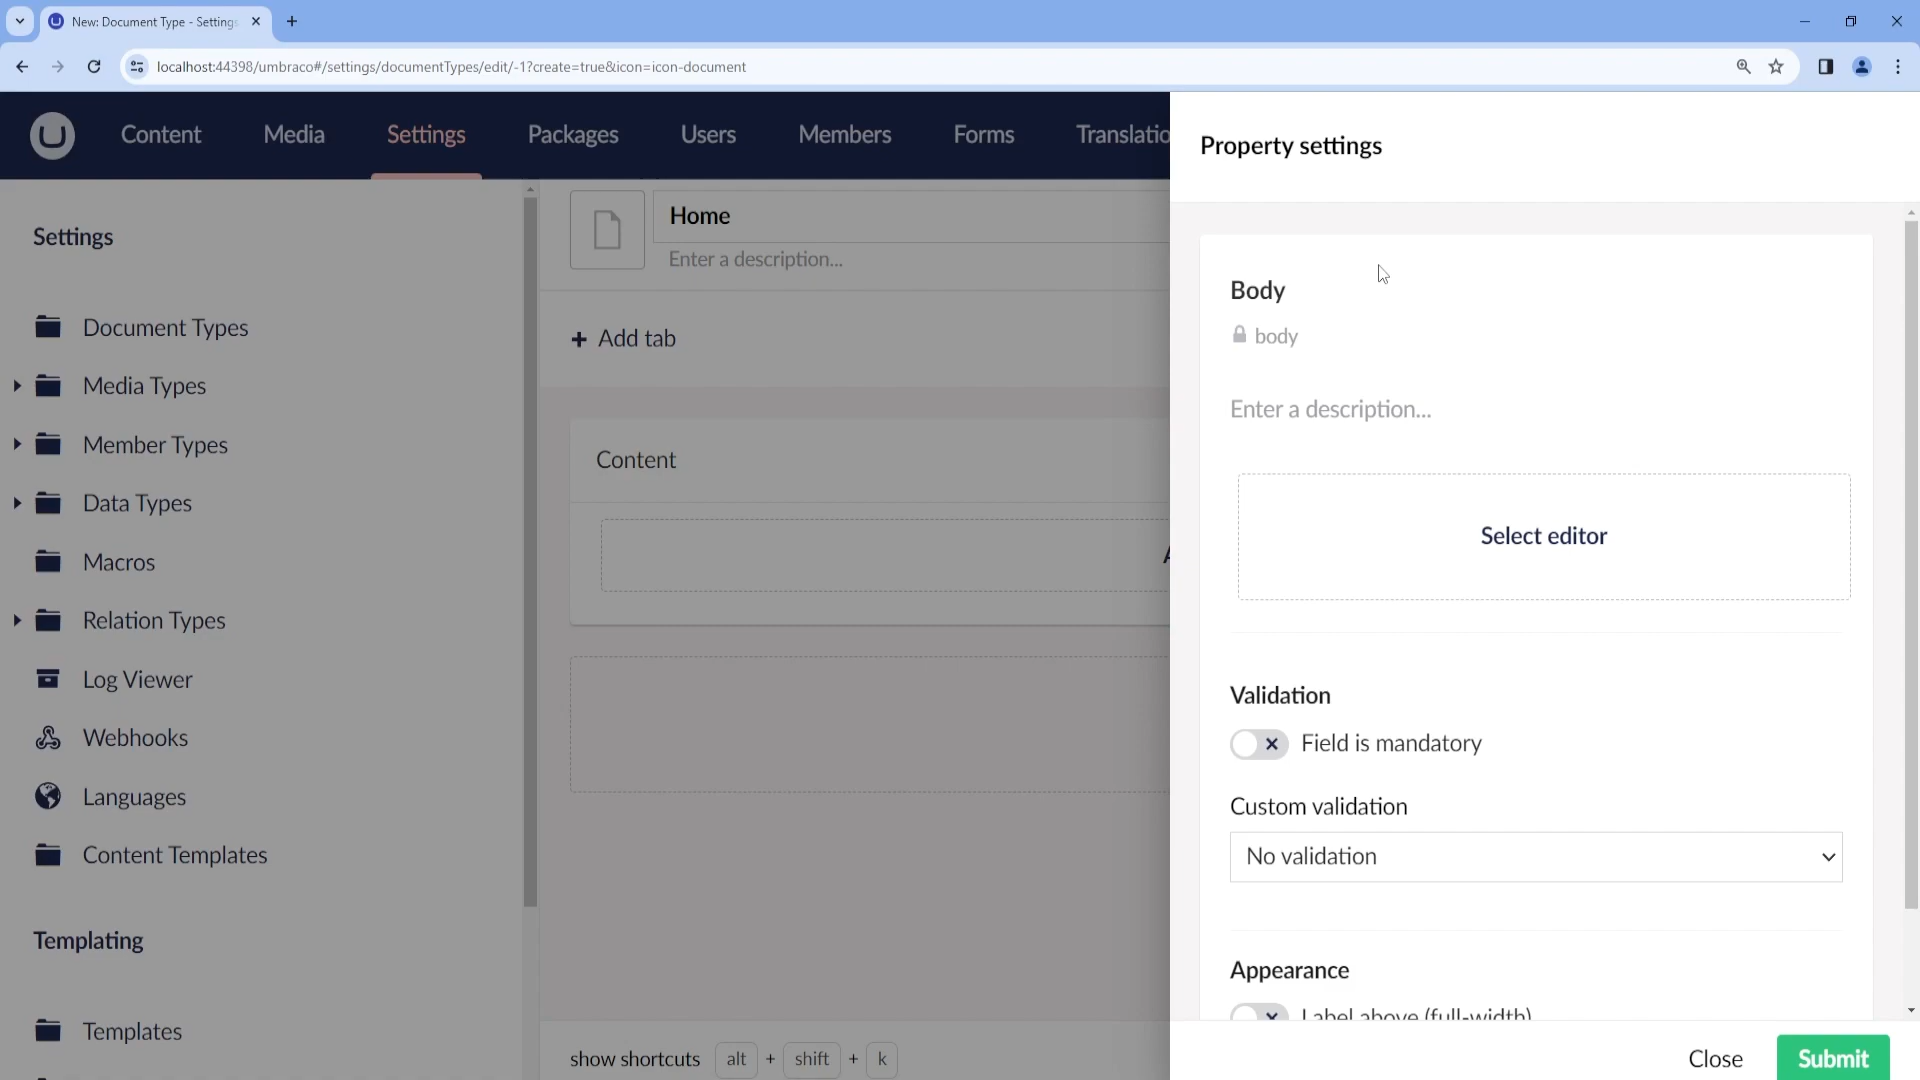 New: Document Type - Settings
localhost:44398/umbraco#/settings/documentTypes/edit/-1?create=true&icon=icon-document
Content
Media
Settings
Packages
Users
Members
Forms
Translatio
Settings
Document Types
Media Types
Member Types
Data Types
Macros
Relation Types
Log Viewer
Webhooks
Languages
Content Templates
Templating
Templates
Home
Enter a description...
+ Add tab
Content
A
show shortcuts alt + shift + k
Property settings
Body
body
Enter a description...
Select editor
Validation
Field is mandatory
Custom validation
No validation
Appearance
Label above (full-width)
Close
Submit